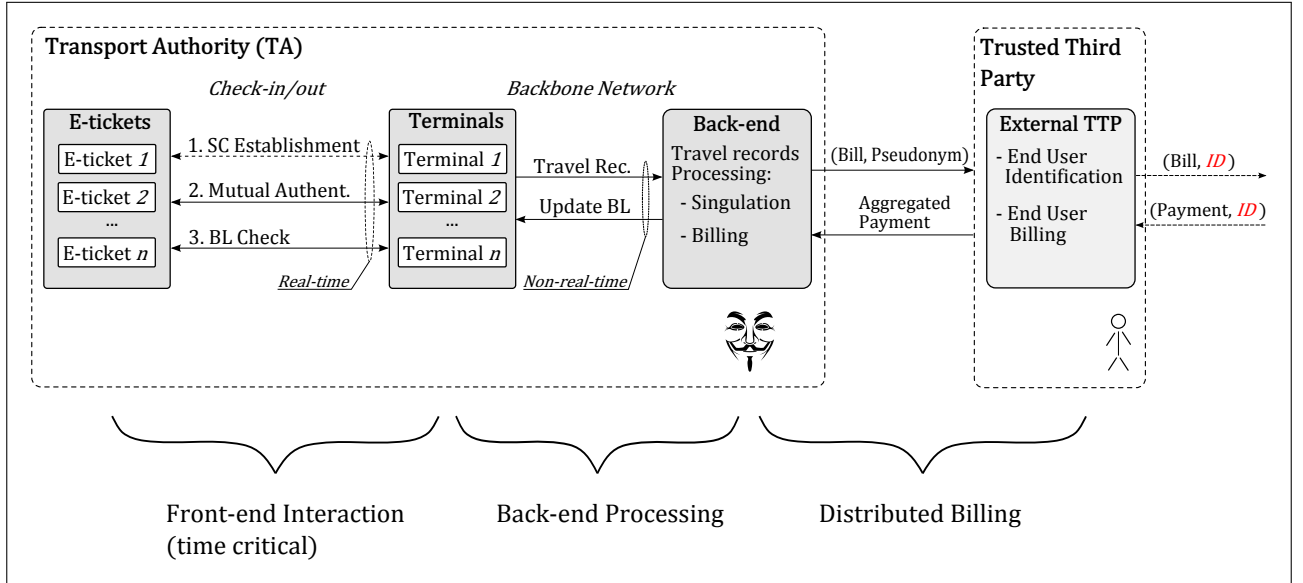 Transport Authority (TA)
Trusted Third
Party
Check-in/out
Backbone Network
E-tickets
E-ticket 1
E-ticket 2
...
E-ticket n
1. SC Establishment
2. Mutual Authent.
3. BL Check
Real-time
Terminals
Terminal 1
Terminal 2
...
Terminal n
Travel Rec.
Update BL
Non-real-time
Back-end
Travel records
Processing:
- Singulation
- Billing
(Bill, Pseudonym)
Aggregated
Payment
External TTP
- End User
Identification
- End User
Billing
(Bill, ID)
(Payment, ID)
Front-end Interaction
(time critical)
Back-end Processing
Distributed Billing